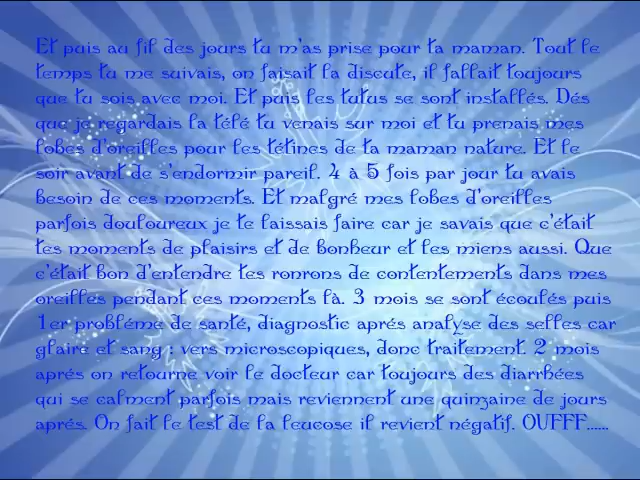 Et puis au fil des jours tu m'as prise pour ta maman. Tout le
temps tu me suivais, on faisait la discute, il fallait toujours
que tu sois avec moi. Et puis les tutus se sont installés. Dés
que je regardais la télé tu venais sur moi et tu prenais mes
lobes d'oreilles pour les tétines de ta maman nature. Et le
soir avant de s'endormir pareil. 4 à 5 fois par jour tu avais
besoin de ces moments. Et malgré mes lobes d'oreilles
parfois douloureux je te laissais faire car je savais que c'était
tes moments de plaisirs et de bonheur et les miens aussi. Que
c'était bon d'entendre tes ronrons de contentements dans mes
oreilles pendant ces moments là. 3 mois se sont écoulés puis
1er probléme de santé, diagnostic aprés analyse des selles car
glaire et sang : vers microscopiques, donc traitement. 2 mois
aprés on retourne voir le docteur car toujours des diarrhées
qui se calment parfois mais reviennent une quinzaine de jours
aprés. On fait le test de la leucose il revient négatif. OUFFF......